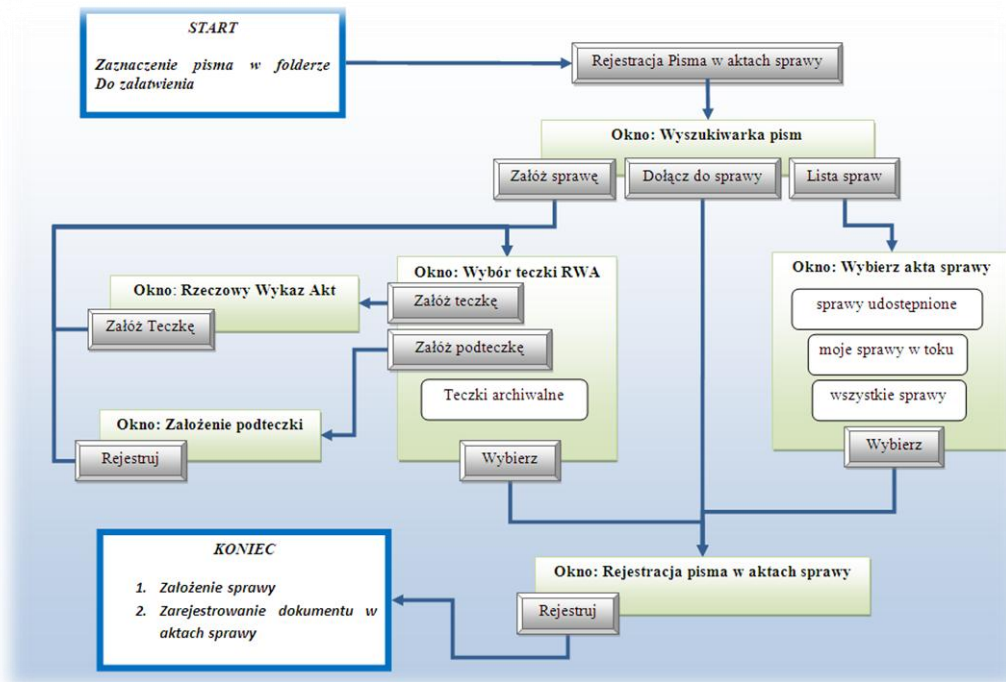 START
Zaznaczenie pisma w folderze
Do załatwienia
Rejestracja Pisma w aktach sprawy
Okno: Wyszukiwarka pism
Załóż sprawę
Dołącz do sprawy
Lista spraw
Okno: Wybór teczki RWA
Załóż teczkę
Załóż podteczkę
Teczki archiwalne
Wybierz
Okno: Rzeczowy Wykaz Akt
Załóż Teczkę
Okno: Założenie podteczki
Rejestruj
Okno: Wybierz akta sprawy
sprawy udostępnione
moje sprawy w toku
wszystkie sprawy
Wybierz
Okno: Rejestracja pisma w aktach sprawy
Rejestruj
KONIEC
1. Założenie sprawy
2. Zarejestrowanie dokumentu w
aktach sprawy